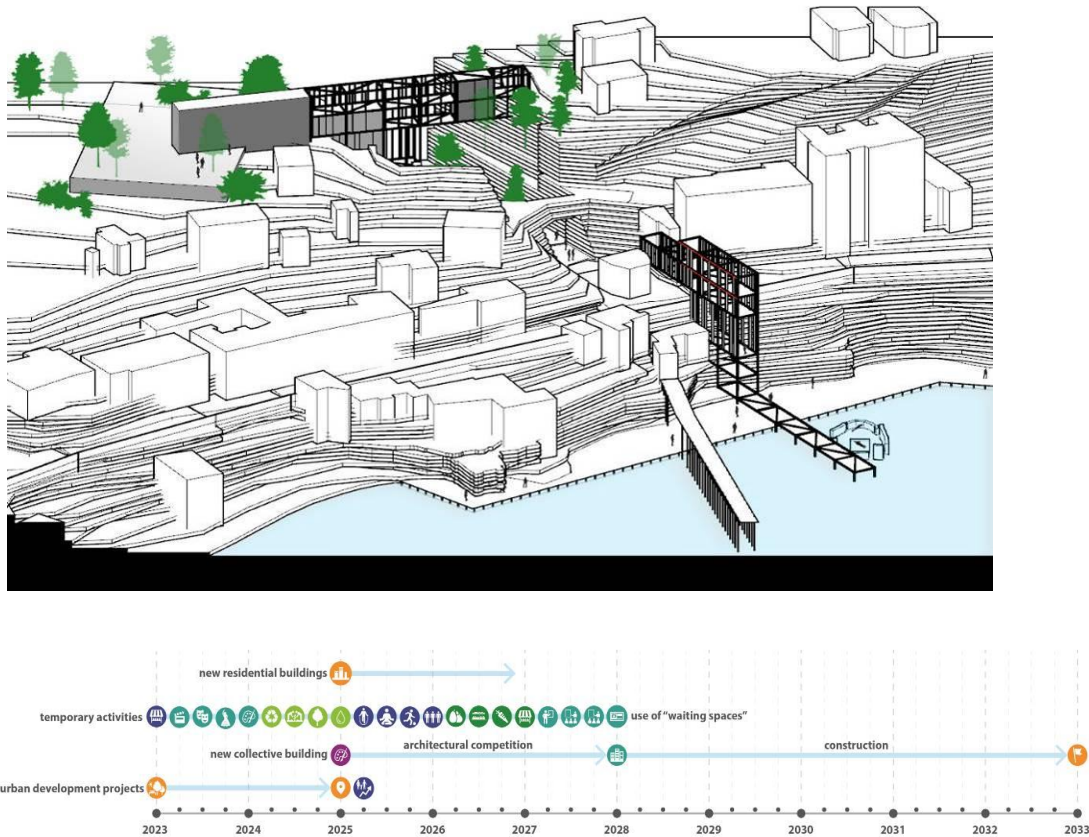 new residential buildings
temporary activities
use of "waiting spaces"
new collective building
architectural competition
construction
urban development projects
2023
2024
2025
2026
2027
2028
2029
2030
2031
2032
2033